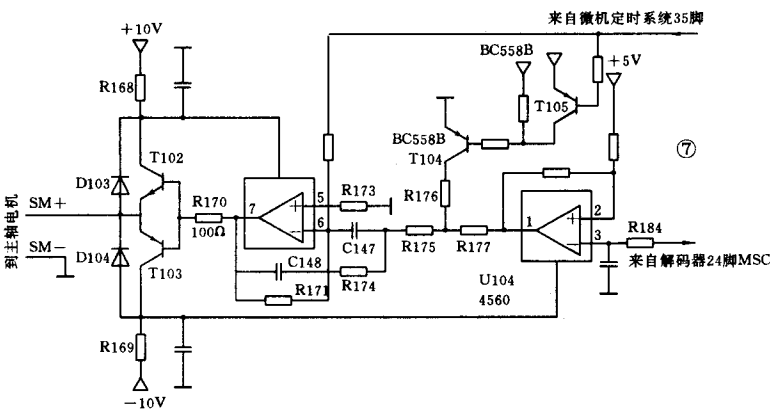 来自微机定时系统35脚
+10V
BC558B
+5V
R168
T105
BC558B
T104
⑦
T102
D103
R176
SM+
R170
100Ω
7
5
6
R173
1
2
3
R184
到主轴电机
SM-
D104
T103
C147
R175
R177
来自解码器24脚MSC
C148
R174
R171
U104
4560
R169
-10V